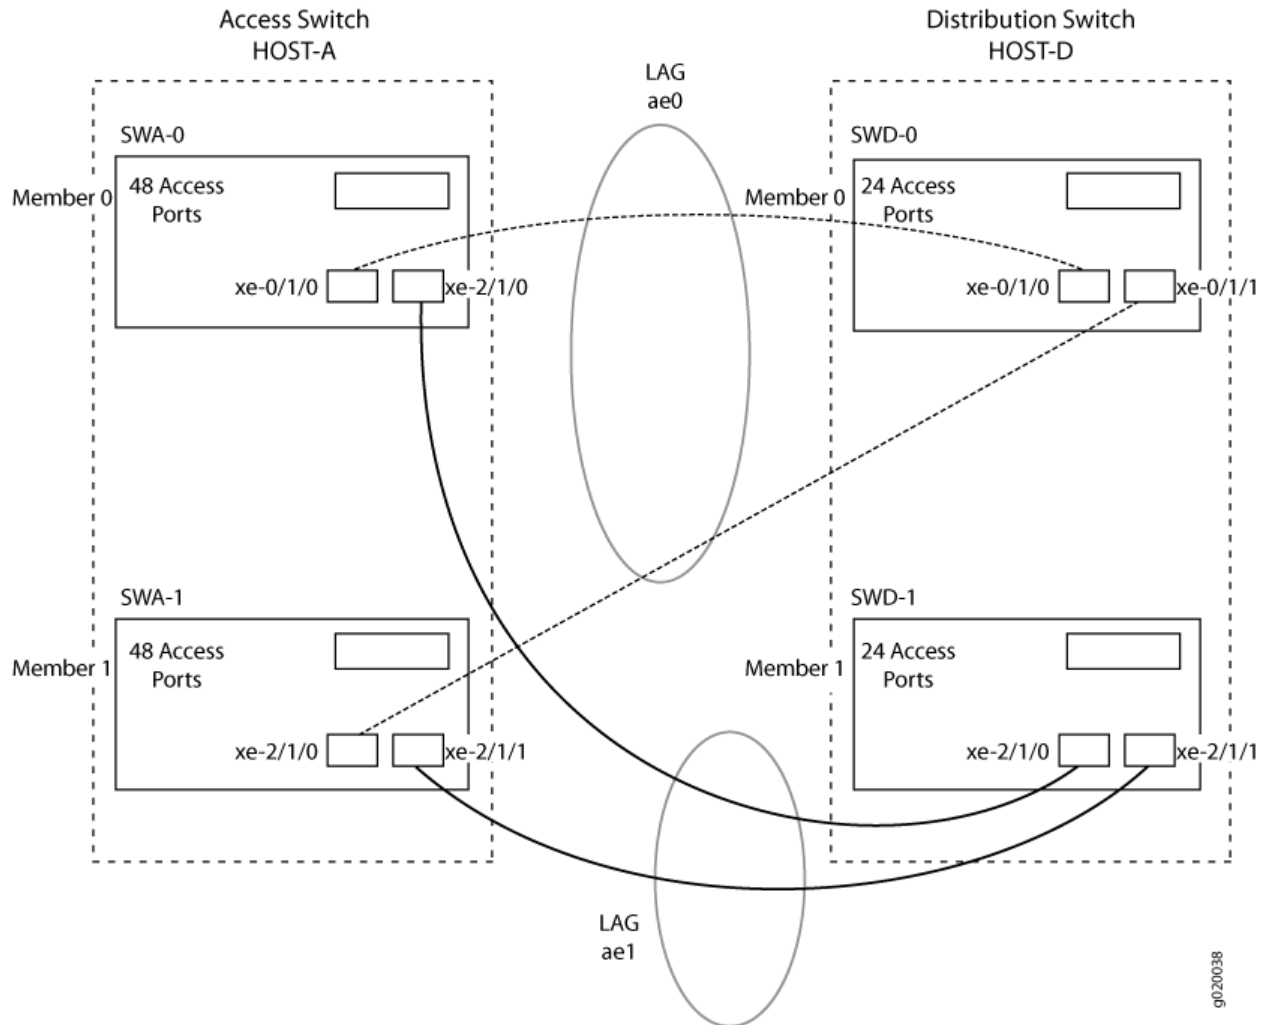 Access Switch
HOST-A
Distribution Switch
HOST-D
LAG
ae0
SWA-0
SWD-0
Member 0
48 Access
Ports
Member 0
24 Access
Ports
xe-0/1/0
xe-2/1/0
xe-0/1/0
xe-0/1/1
SWA-1
SWD-1
Member 1
48 Access
Ports
Member 1
24 Access
Ports
xe-2/1/0
xe-2/1/1
xe-2/1/0
xe-2/1/1
LAG
ae1
g020038